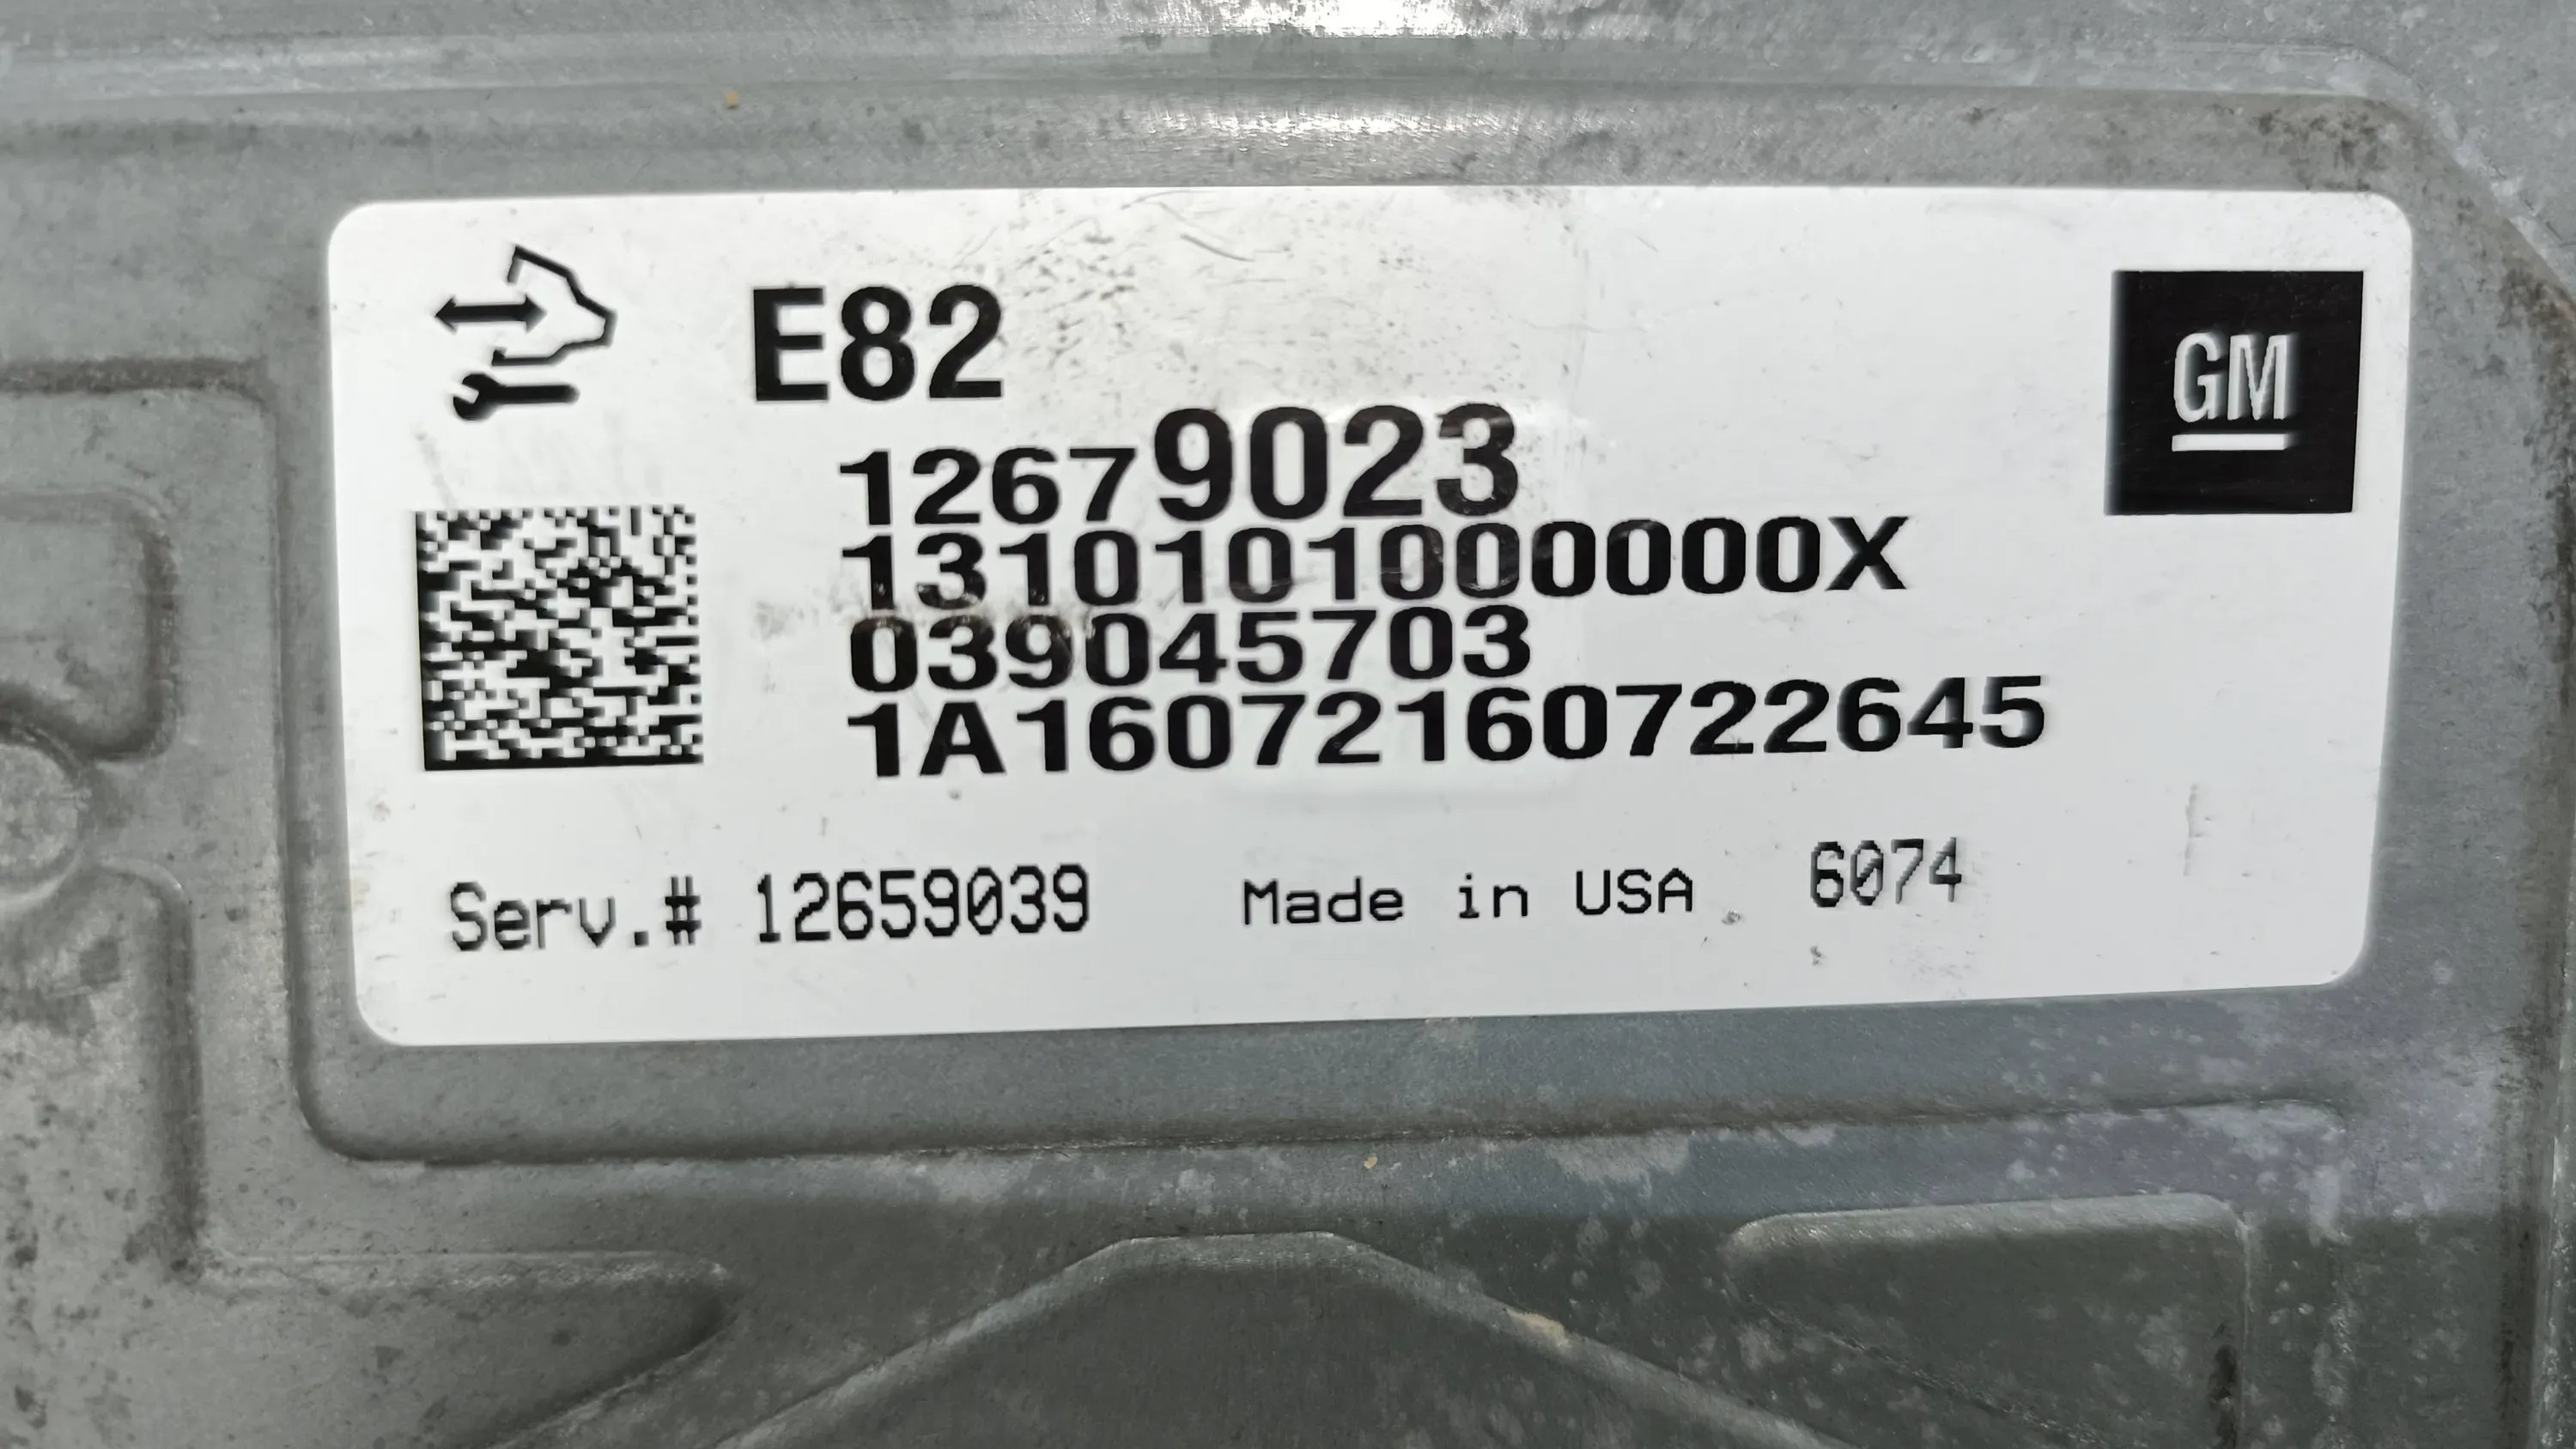 E82
GM
12679023
1310101000000X
039045703
1A160721607226​45
Serv.# 12659039 Made in USA 6074